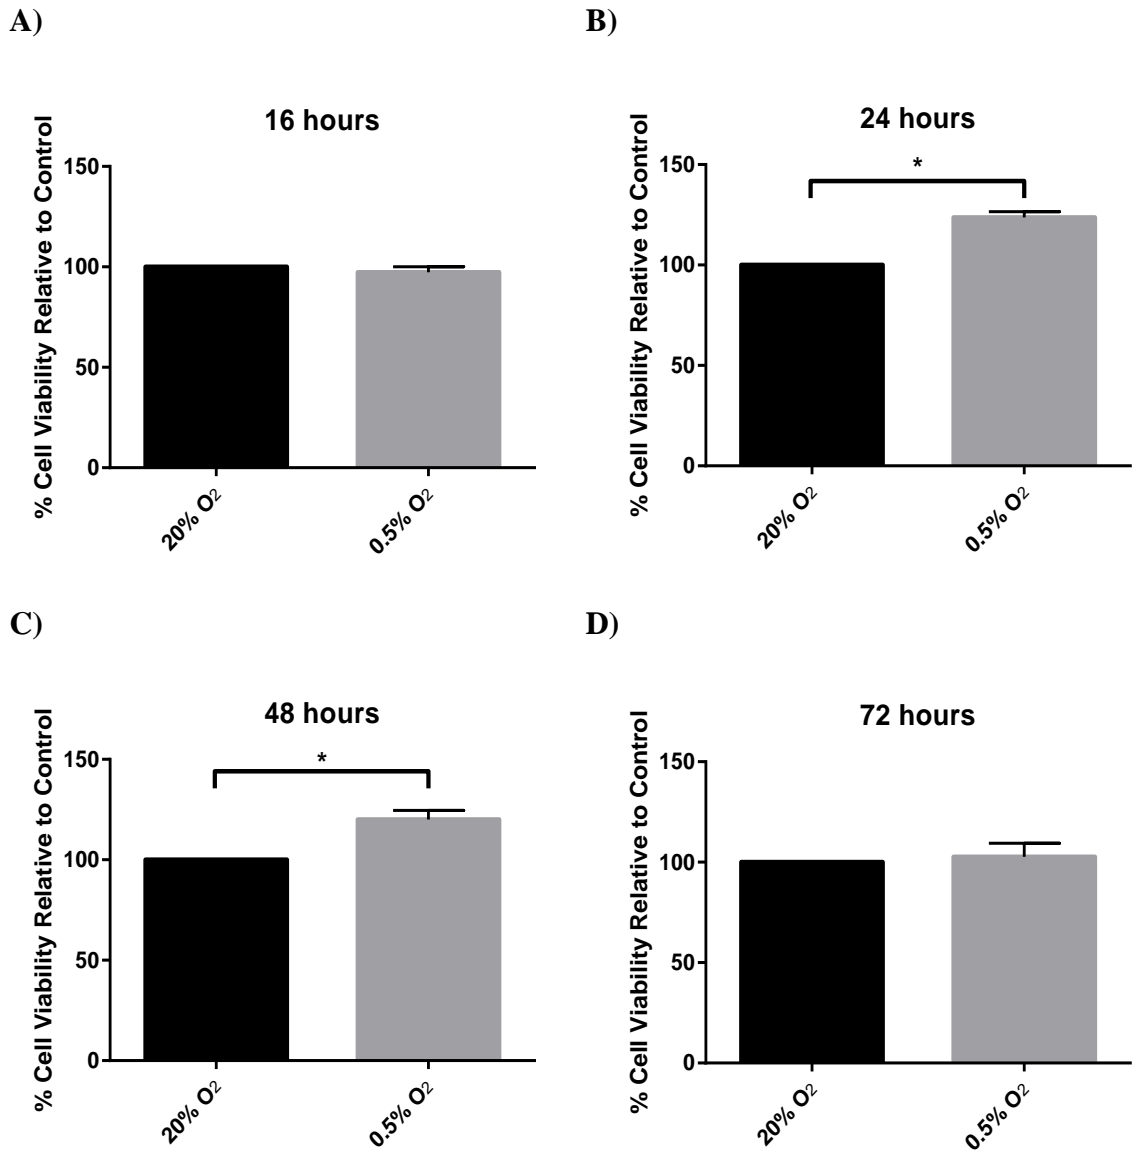 A)
16 hours
% Cell Viability Relative to Control
150
100
50
0
20% O2
0.5% O2
B)
24 hours
% Cell Viability Relative to Control
150
100
50
0
*
20% O2
0.5% O2
C)
48 hours
% Cell Viability Relative to Control
150
100
50
0
*
20% O2
0.5% O2
D)
72 hours
% Cell Viability Relative to Control
150
100
50
0
20% O2
0.5% O2